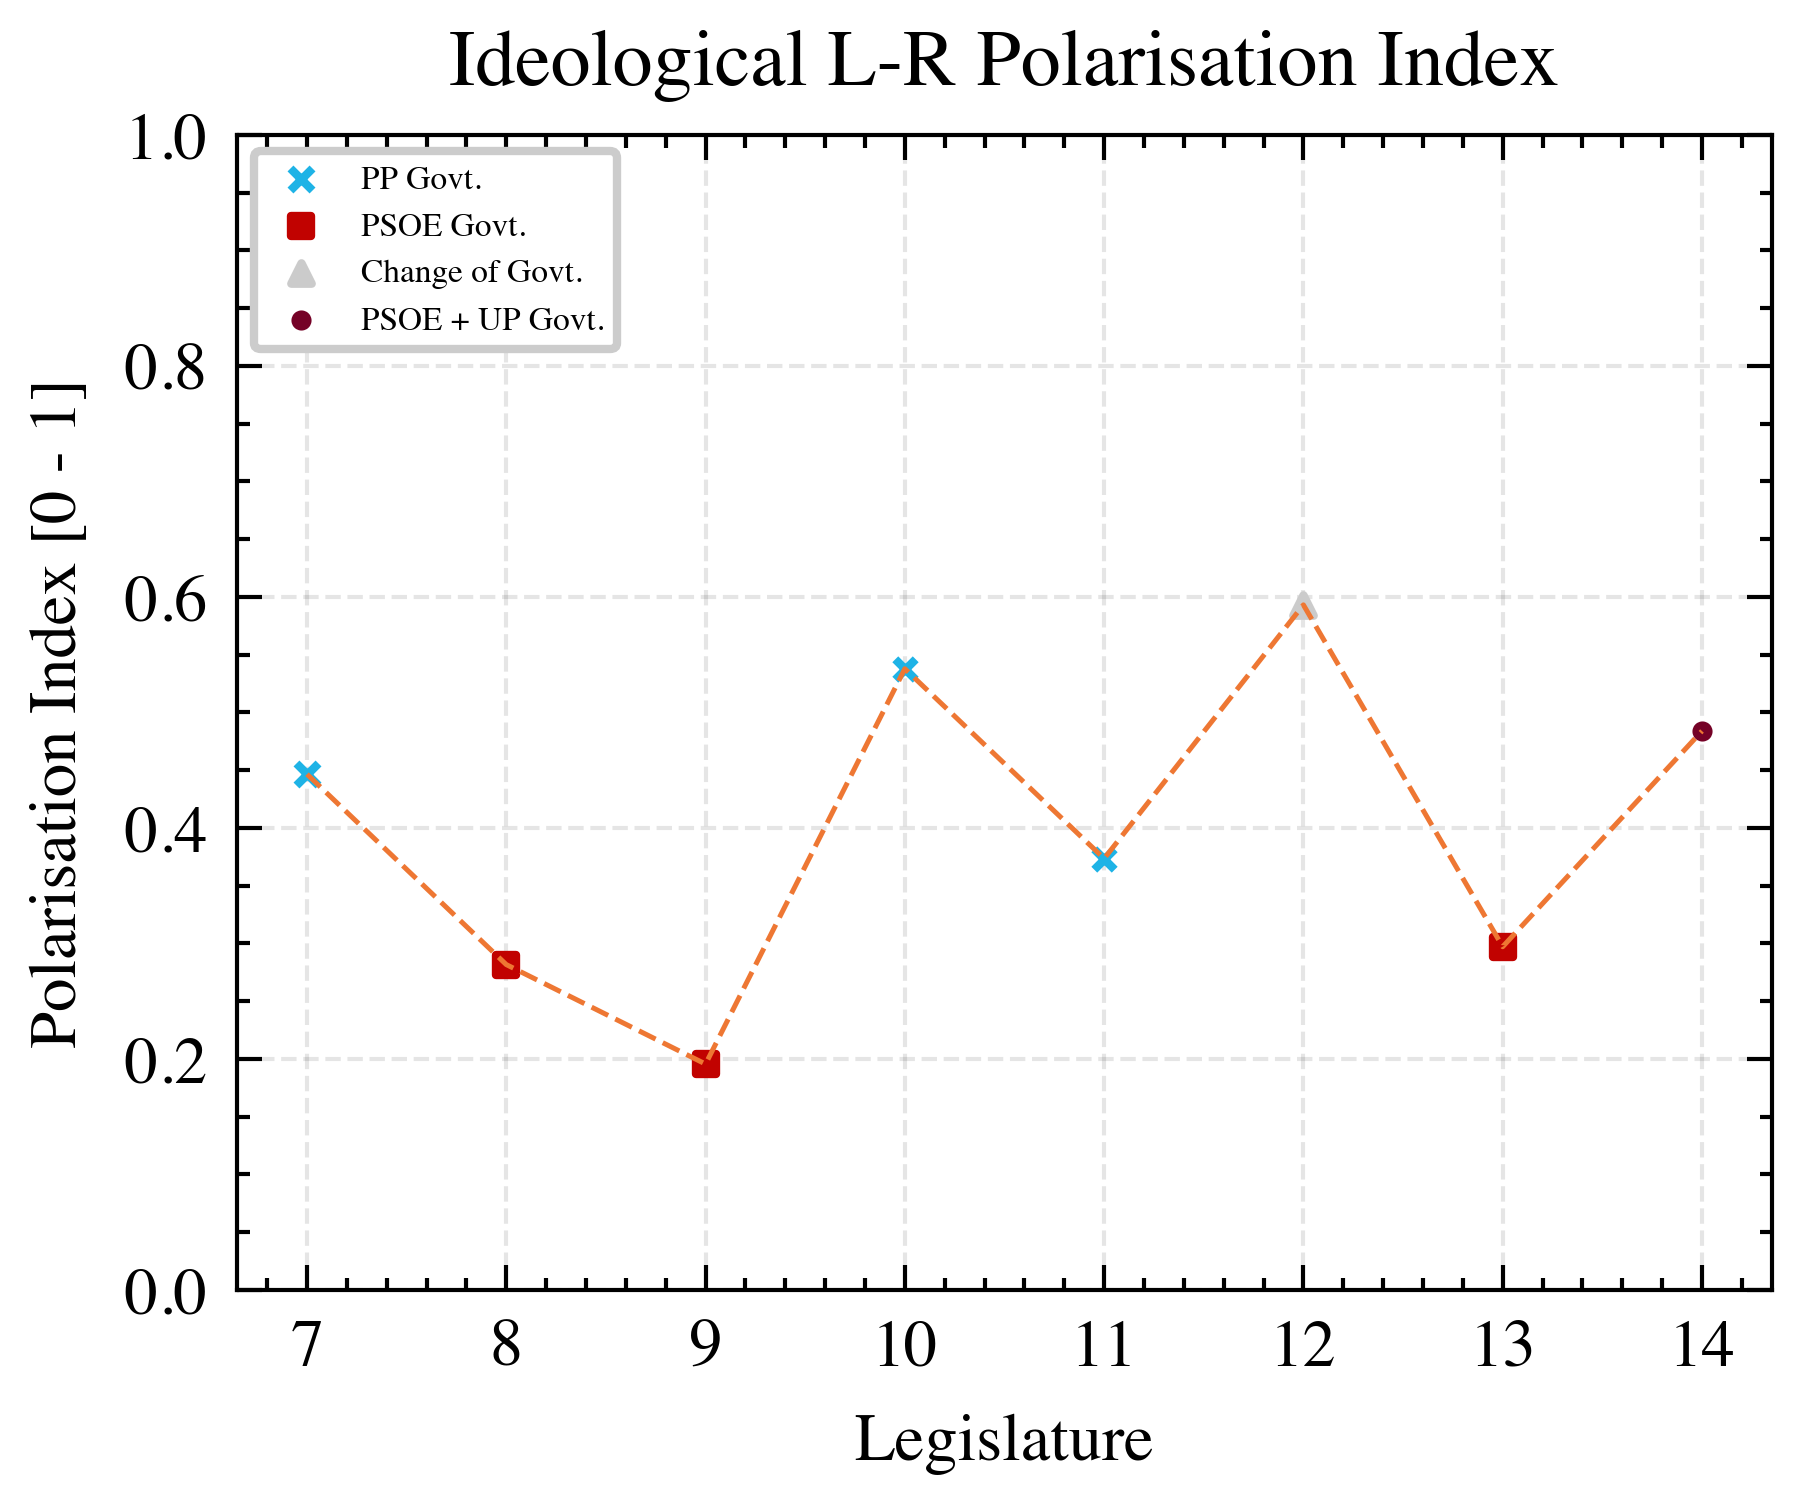 Ideological L-R Polarisation Index
1.0
0.8
0.6
0.4
0.2
0.0
Polarisation Index [0 - 1]
PP Govt.
PSOE Govt.
Change of Govt.
PSOE + UP Govt.
7 8 9 10 11 12 13 14
Legislature